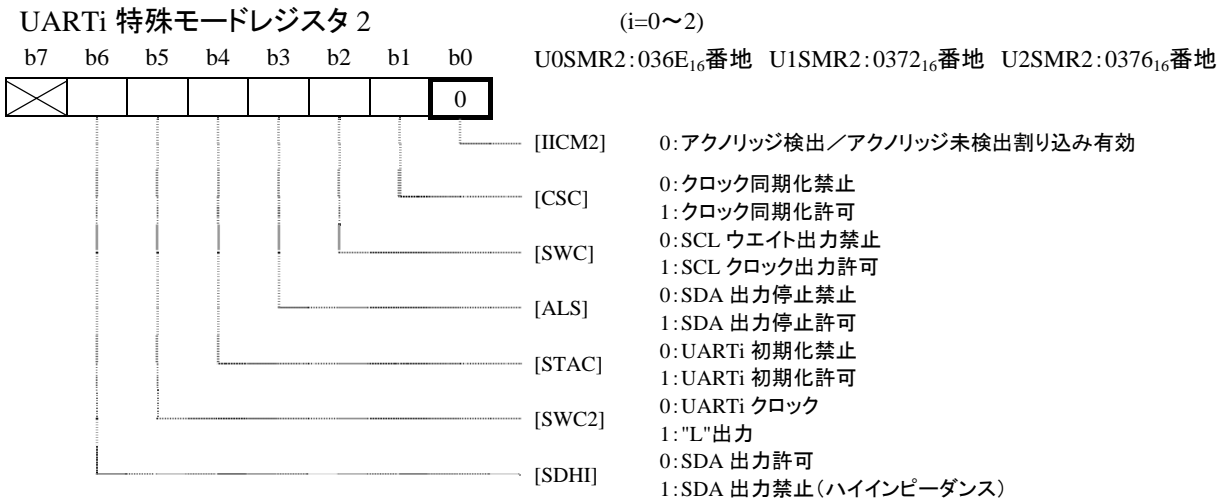 UARTi 特殊モードレジスタ 2 (i=0～2)
b7 b6 b5 b4 b3 b2 b1 b0 U0SMR2:036E16番地 U1SMR2:037216番地 U2SMR2:037616番地
0
[IICM2] 0:アクノリッジ検出／アクノリッジ未検出割り込み有効
[CSC] 0:クロック同期化禁止
1:クロック同期化許可
[SWC] 0:SCL ウエイト出力禁止
1:SCL クロック出力許可
[ALS] 0:SDA 出力停止禁止
1:SDA 出力停止許可
[STAC] 0:UARTi 初期化禁止
1:UARTi 初期化許可
[SWC2] 0:UARTi クロック
1:"L"出力
[SDHI] 0:SDA 出力許可
1:SDA 出力禁止（ハイインピーダンス）